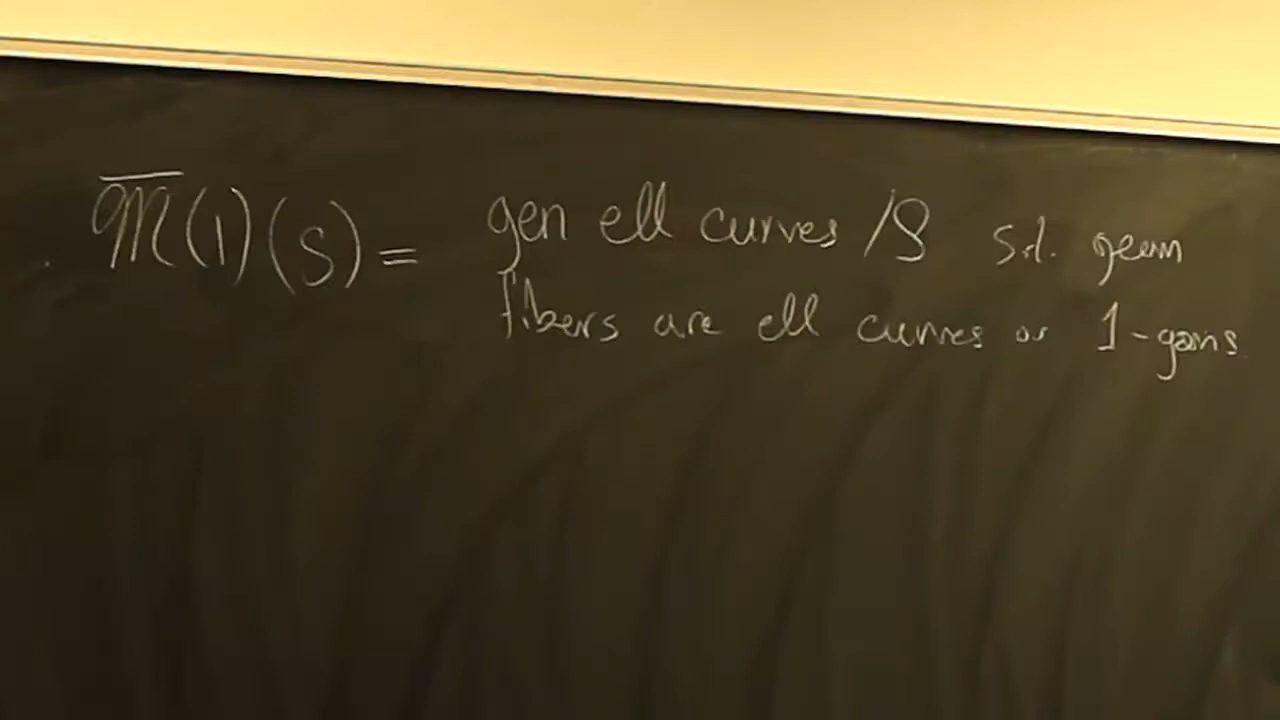 𝔐̅(1)(S) = gen ell curves /S s.t. geom
fibers are ell curves or 1-gons.